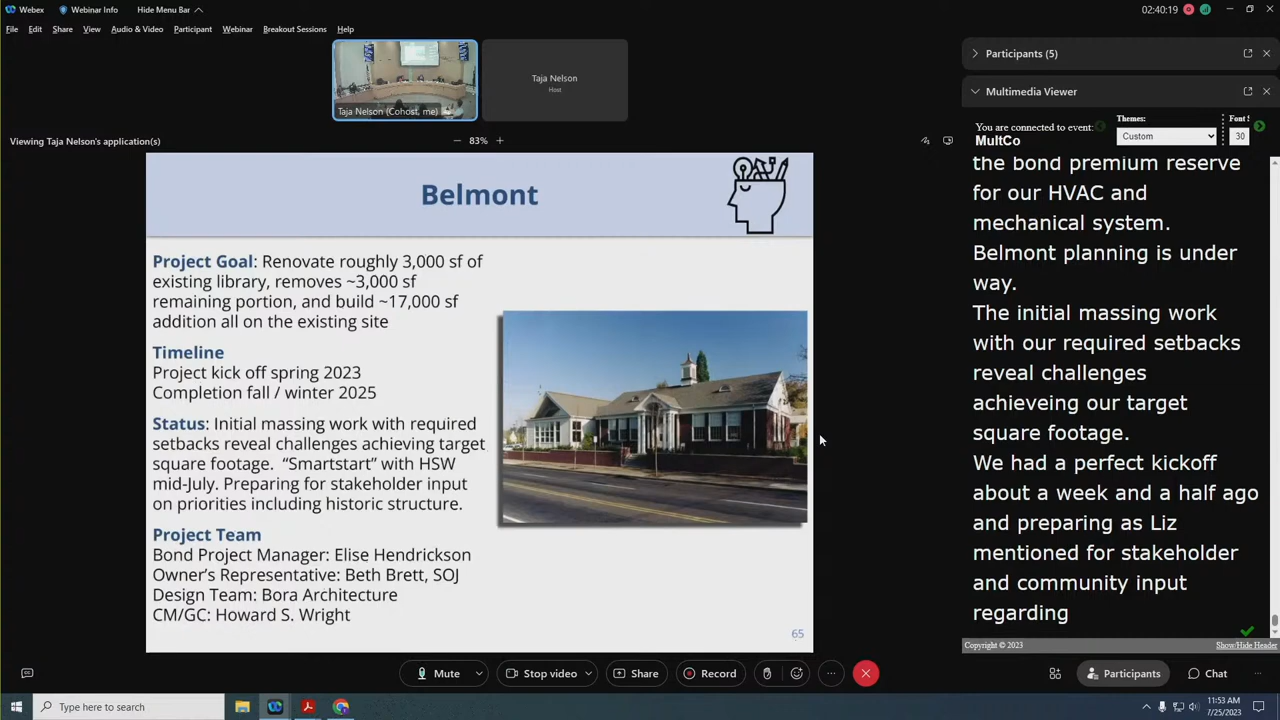 Webex
Webinar Info
Hide Menu Bar
02:40:19
File
Edit
Share
View
Audio & Video
Participant
Webinar
Breakout Sessions
Help
Taja Nelson (Cohost, me)
Taja Nelson
Host
Viewing Taja Nelson's application(s)
83%
Belmont
Project Goal: Renovate roughly 3,000 sf of
existing library, removes ~3,000 sf
remaining portion, and build ~17,000 sf
addition all on the existing site
Timeline
Project kick off spring 2023
Completion fall / winter 2025
Status: Initial massing work with required
setbacks reveal challenges achieving target
square footage. “Smartstart” with HSW
mid-July. Preparing for stakeholder input
on priorities including historic structure.
Project Team
Bond Project Manager: Elise Hendrickson
Owner’s Representative: Beth Brett, SOJ
Design Team: Bora Architecture
CM/GC: Howard S. Wright
65
Participants (5)
Multimedia Viewer
You are connected to event:
MultCo
Themes:
Custom
Font S
30
the bond premium reserve
for our HVAC and
mechanical system.
Belmont planning is under
way.
The initial massing work
with our required setbacks
reveal challenges
achieveing our target
square footage.
We had a perfect kickoff
about a week and a half ago
and preparing as Liz
mentioned for stakeholder
and community input
regarding
Copyright © 2023
Show/Hide Header
Mute
Stop video
Share
Record
Participants
Chat
Type here to search
11:53 AM
7/25/2023